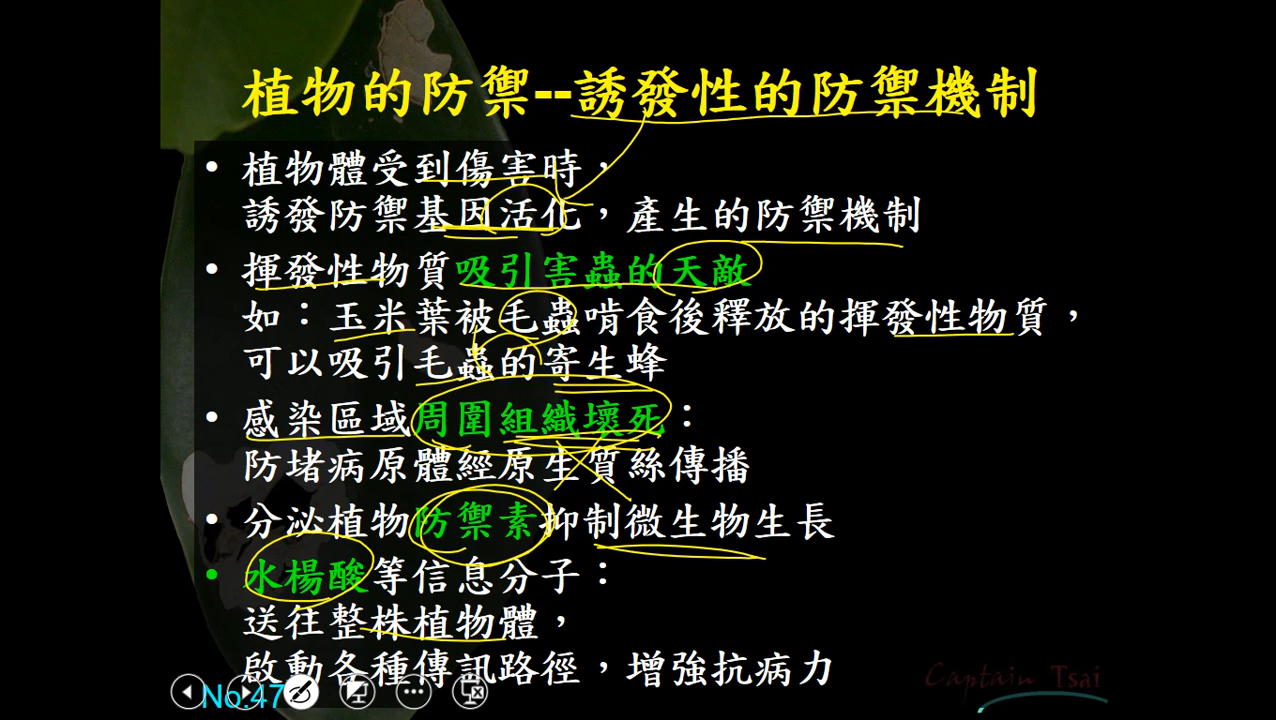 植物的防禦--誘發性的防禦機制
• 植物體受到傷害時，
誘發防禦基因活化，產生的防禦機制
• 揮發性物質吸引害蟲的天敵
如：玉米葉被毛蟲啃食後釋放的揮發性物質，
可以吸引毛蟲的寄生蜂
• 感染區域周圍組織壞死：
防堵病原體經原生質絲傳播
• 分泌植物防禦素抑制微生物生長
• 水楊酸等信息分子：
送往整株植物體，
啟動各種傳訊路徑，增強抗病力
No:47
Captain Tsai